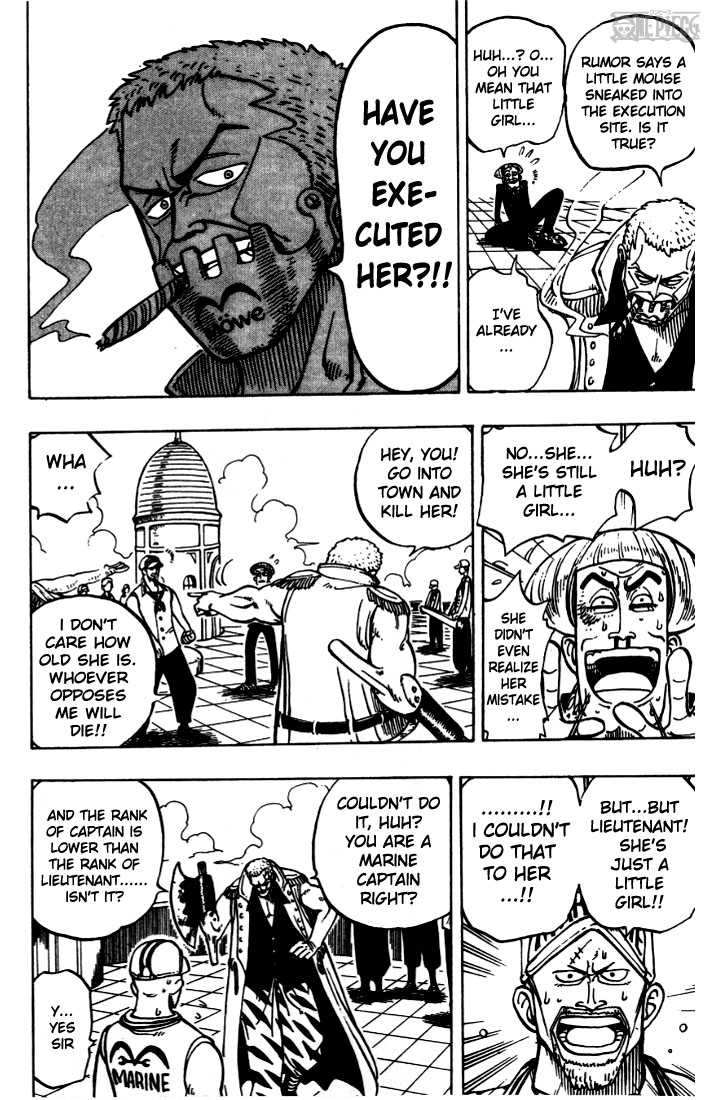 ONE PIECE
RUMOR SAYS A
LITTLE MOUSE
SNEAKED INTO
THE EXECUTION
SITE. IS IT
TRUE?
HUH...? O...
OH YOU
MEAN THAT
LITTLE
GIRL...
I'VE
ALREADY
...
HAVE
YOU
EXE-
CUTED
HER?!!
Möwe
HUH?
NO...SHE...
SHE'S STILL
A LITTLE
GIRL...
SHE
DIDN'T
EVEN
REALIZE
HER
MISTAKE
...
HEY, YOU!
GO INTO
TOWN AND
KILL HER!
WHA
...
I DON'T
CARE HOW
OLD SHE IS.
WHOEVER
OPPOSES
ME WILL
DIE!!
BUT...BUT
LIEUTENANT!
SHE'S
JUST A
LITTLE
GIRL!!
.........!!
I COULDN'T
DO THAT
TO HER
...!!
COULDN'T DO
IT, HUH?
YOU ARE A
MARINE
CAPTAIN
RIGHT?
AND THE RANK
OF CAPTAIN IS
LOWER THAN
THE RANK OF
LIEUTENANT......
ISN'T IT?
Y...
YES
SIR
MARINE